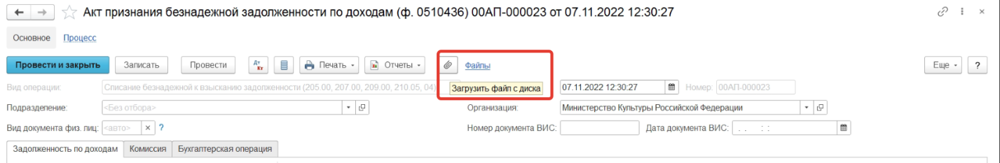 Акт признания безнадежной задолженности по доходам (ф. 0510436) 00АП-000023 от 07.11.2022 12:30:27
Основное Процесс
Провести и закрыть Записать Провести Дт Кт Печать Отчеты Файлы Еще ?
Вид операции: Списание безнадежной к взысканию задолженности (205.00, 207.00, 209.00, 210.05, 04) Загрузить файл с диска 07.11.2022 12:30:27 Номер: 00АП-000023
Подразделение: <Без отбора> Организация: Министерство Культуры Российской Федерации
Вид документа физ. лиц: <авто> × ? Номер документа ВИС: Дата документа ВИС: . . : :
Задолженность по доходам Комиссия Бухгалтерская операция